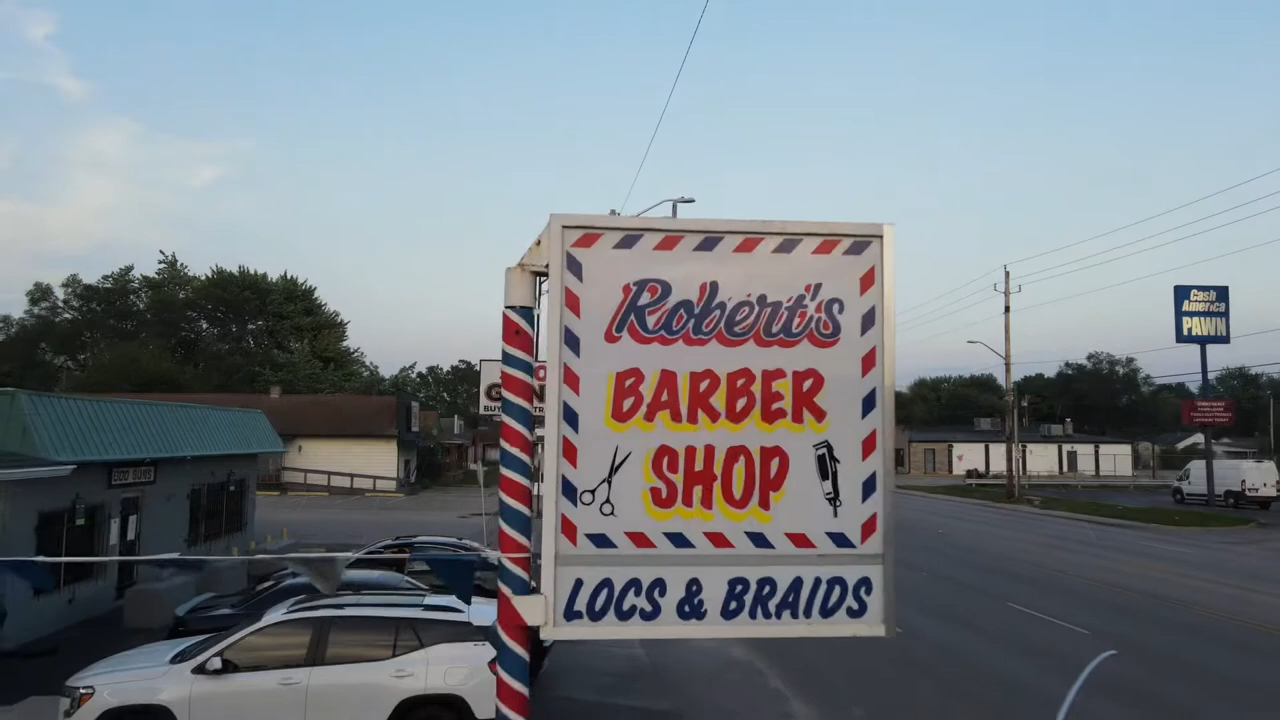 Robert's
BARBER
SHOP
LOCS & BRAIDS
Cash
America
PAWN